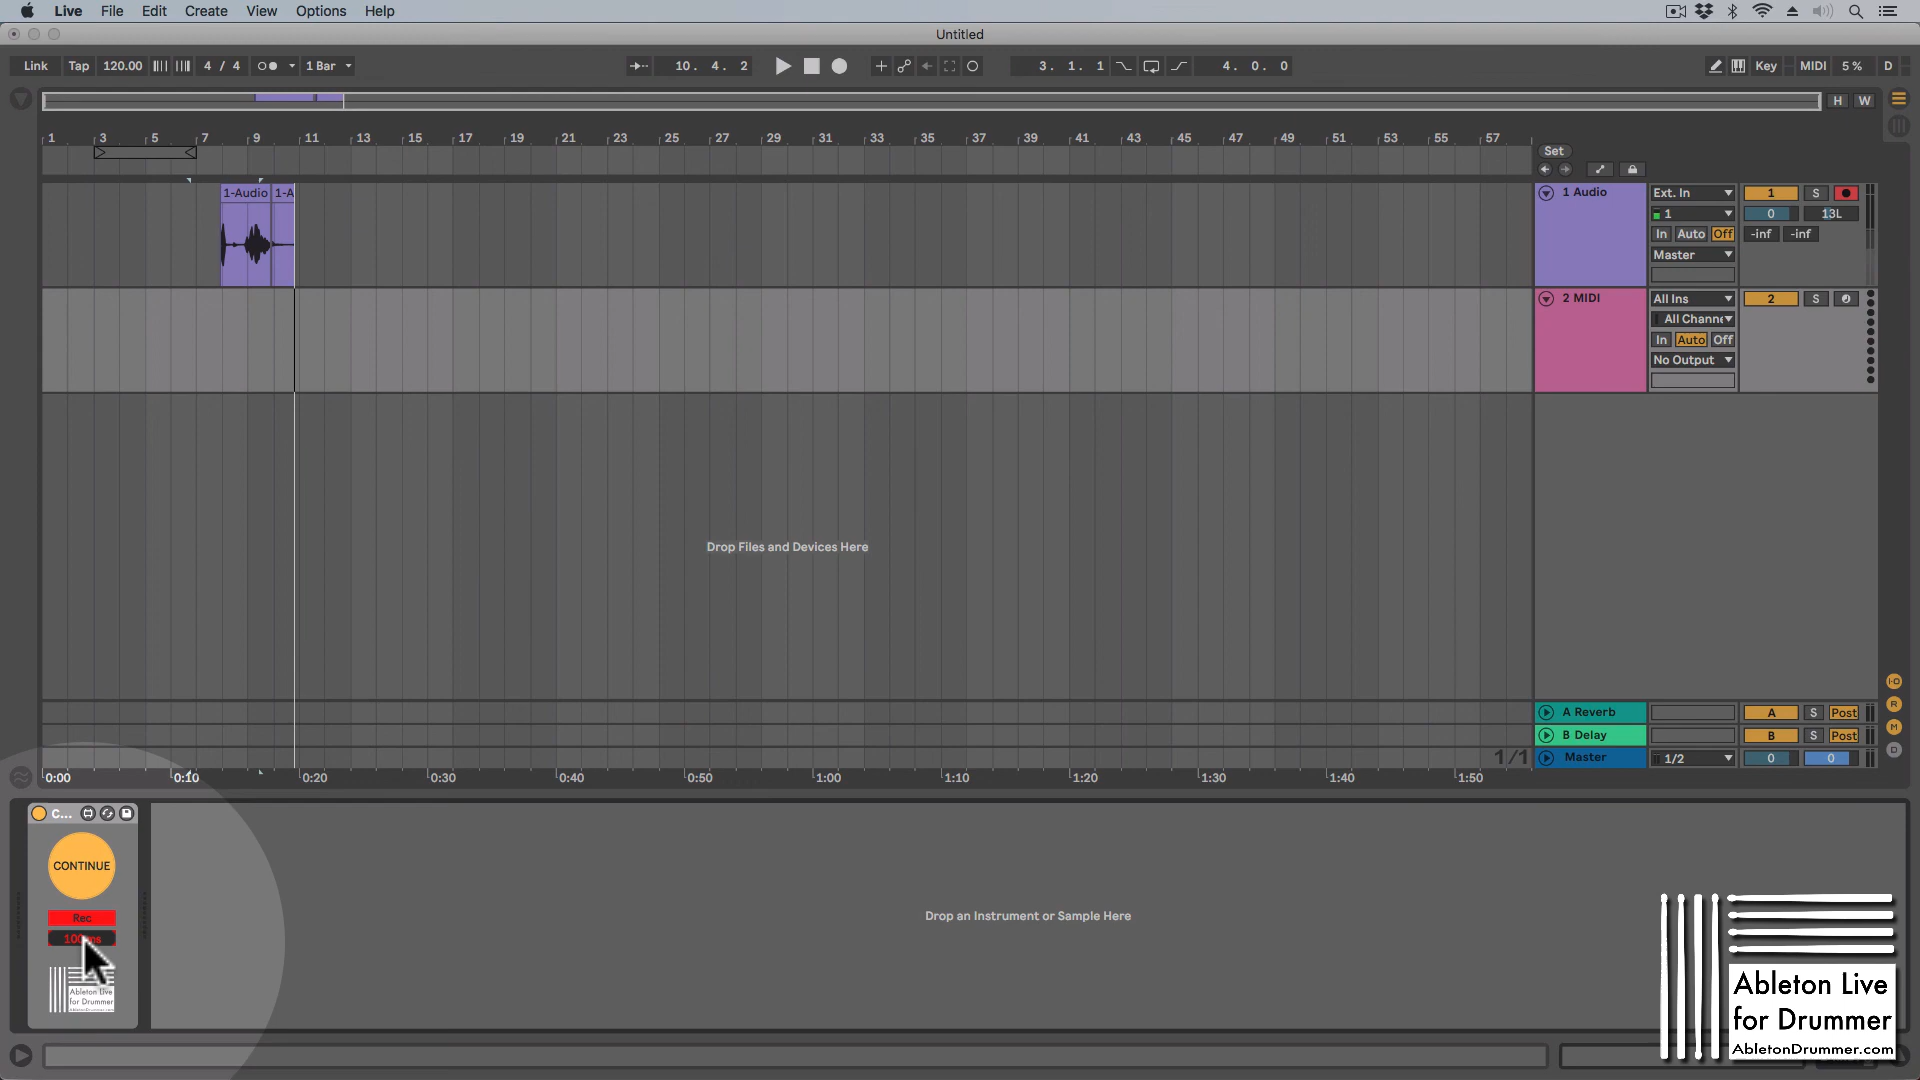 Live File Edit Create View Options Help
Untitled
Link Tap 120.00 4 / 4 1 Bar 10. 4. 2 3. 1. 1 4. 0. 0 Key MIDI 5 % D
H W
1 3 5 7 9 11 13 15 17 19 21 23 25 27 29 31 33 35 37 39 41 43 45 47 49 51 53 55 57
Set
1-Audio 1-A 1 Audio Ext. In 1 S
1 0 13L
In Auto Off -inf -inf
Master
2 MIDI All Ins 2 S
All Channe
In Auto Off
No Output
Drop Files and Devices Here
A Reverb A S Post
B Delay B S Post
1/1 Master 1/2 0 0
0:00 0:10 0:20 0:30 0:40 0:50 1:00 1:10 1:20 1:30 1:40 1:50
C...
CONTINUE
Rec
Drop an Instrument or Sample Here
Ableton Live
for Drummer
AbletonDrummer.com
Ableton Live
for Drummer
AbletonDrummer.com